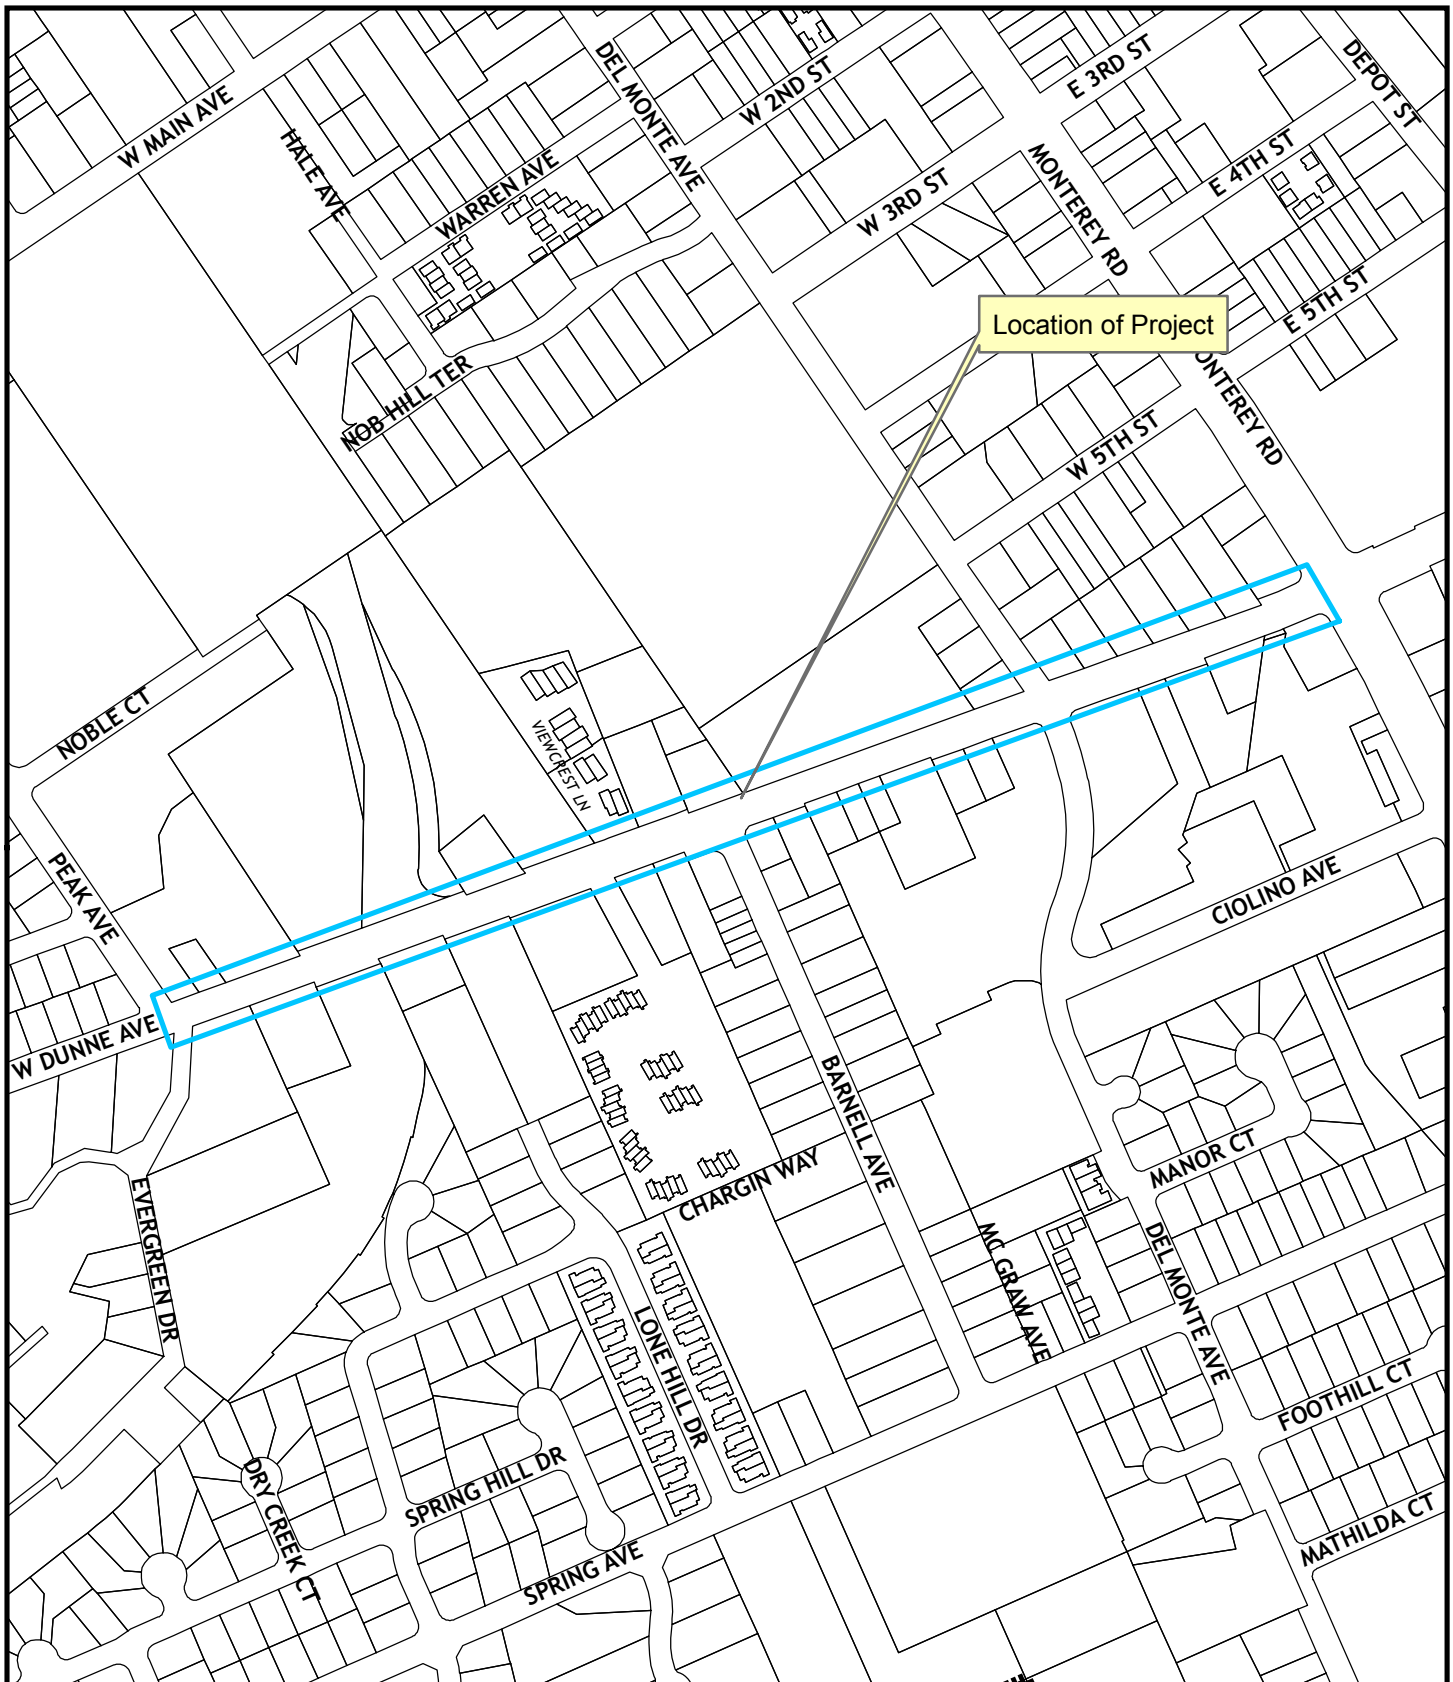 DEL MONTE AVE
W 2ND ST
E 3RD ST
DEPOT ST
W MAIN AVE
HALE AVE
WARREN AVE
W 3RD ST
MONTEREY RD
E 4TH ST
E 5TH ST
Location of Project
NOB HILL TER
ONTEREY RD
W 5TH ST
NOBLE CT
VIEWCREST LN
PEAK AVE
CIOLINO AVE
W DUNNE AVE
BARNELL AVE
MANOR CT
CHARGIN WAY
EVERGREEN DR
MC GRAW AVE
DEL MONTE AVE
LONE HILL DR
FOOTHILL CT
DRY CREEK CT
SPRING HILL DR
MATHILDA CT
SPRING AVE